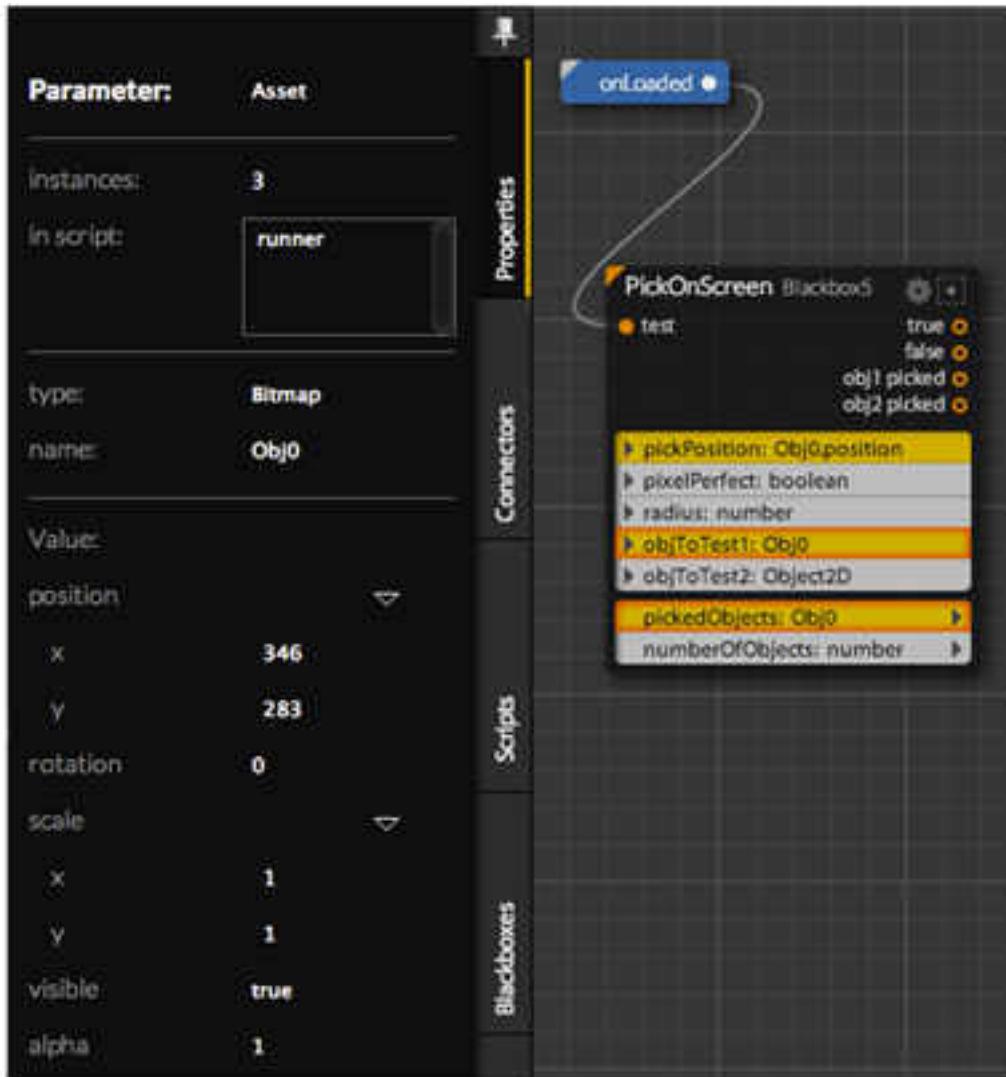 Parameter: Asset
instances: 3
in script: runner
type: Bitmap
name: Obj0
Value:
position
x 346
y 283
rotation 0
scale
x 1
y 1
visible true
alpha 1
Properties
Connectors
Scripts
Blackboxes
onLoaded
PickOnScreen Blackbox5
test true
false
obj1 picked
obj2 picked
pickPosition: Obj0.position
pixelPerfect: boolean
radius: number
objToTest1: Obj0
objToTest2: Object2D
pickedObjects: Obj0
numberOfObjects: number